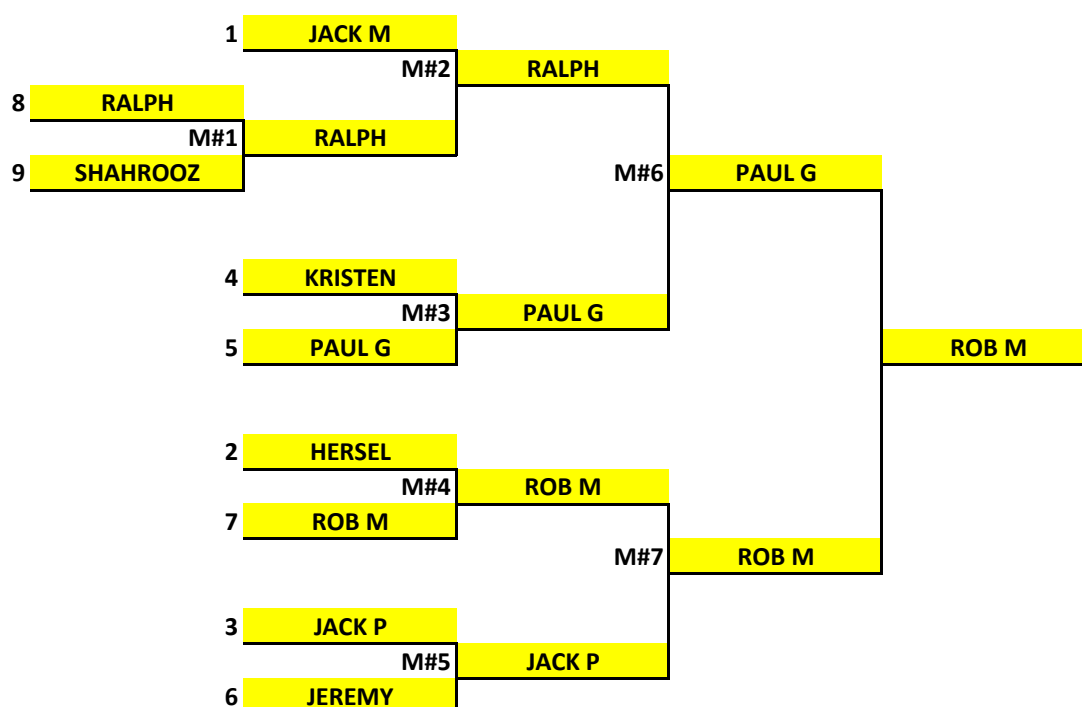 1 JACK M
M#2 RALPH
8 RALPH
M#1 RALPH
9 SHAHROOZ
M#6 PAUL G
4 KRISTEN
M#3 PAUL G
5 PAUL G
ROB M
2 HERSEL
M#4 ROB M
7 ROB M
M#7 ROB M
3 JACK P
M#5 JACK P
6 JEREMY